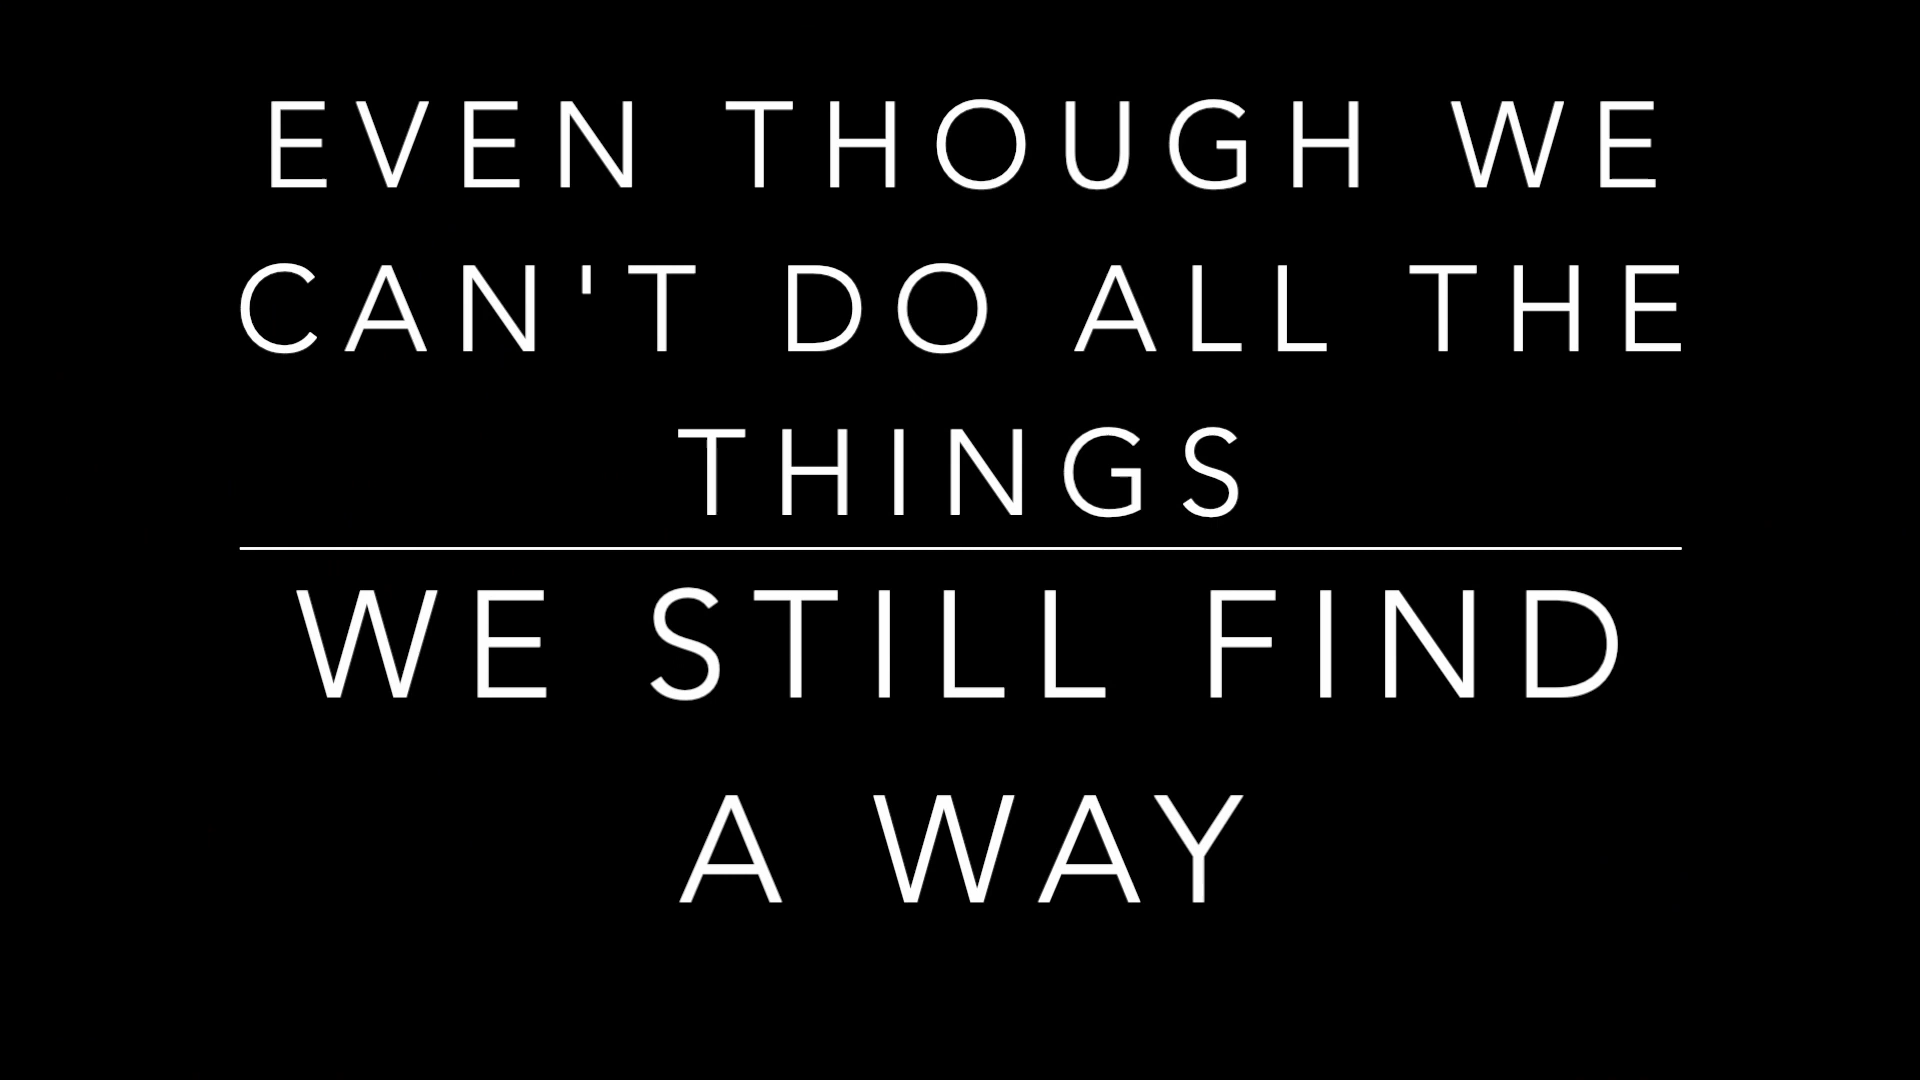 EVEN THOUGH WE
CAN'T DO ALL THE
THINGS
WE STILL FIND
A WAY